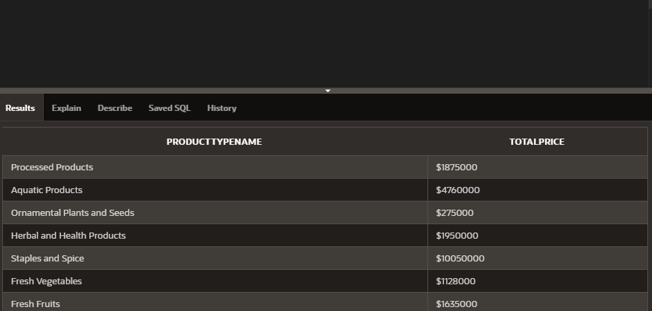 Results Explain Describe Saved SQL History
PRODUCTTYPENAME TOTALPRICE
Processed Products $1875000
Aquatic Products $4760000
Ornamental Plants and Seeds $275000
Herbal and Health Products $1950000
Staples and Spice $10050000
Fresh Vegetables $1128000
Fresh Fruits $1635000